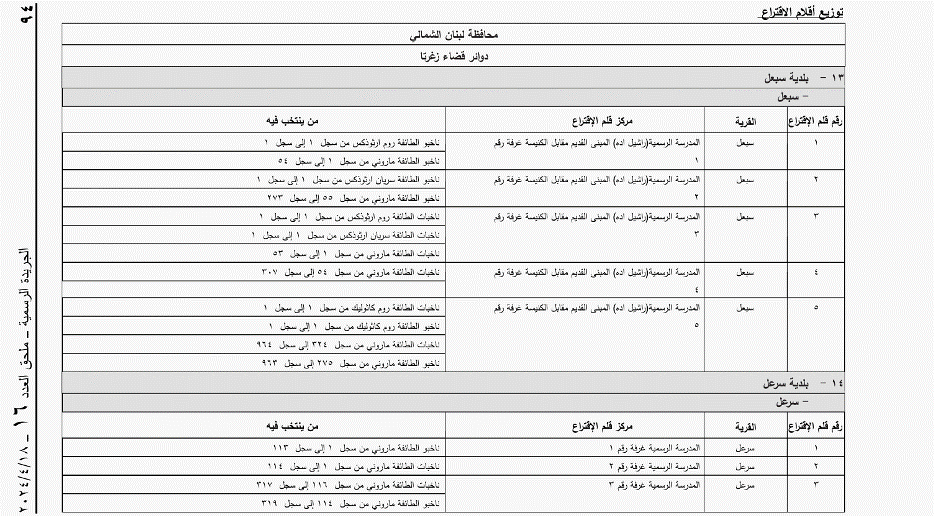 توزيع أقلام الاقتراع
محافظة لبنان الشمالي
دوائر قضاء زغرتا
١٣ - بلدية سبعل
- سبعل
رقم قلم الإقتراع القرية مركز قلم الإقتراع من ينتخب فيه
١ سبعل المدرسة الرسمية(راشيل اده) المبنى القديم مقابل الكنيسة غرفة رقم ناخبو الطائفة روم ارثوذكس من سجل ١ إلى سجل ١
١ ناخبو الطائفة ماروني من سجل ١ إلى سجل ٥٤
٢ سبعل المدرسة الرسمية(راشيل اده) المبنى القديم مقابل الكنيسة غرفة رقم ناخبو الطائفة سريان ارثوذكس من سجل ١ إلى سجل ١
٢ ناخبو الطائفة ماروني من سجل ٥٥ إلى سجل ٢٧٣
٣ سبعل المدرسة الرسمية(راشيل اده) المبنى القديم مقابل الكنيسة غرفة رقم ناخبات الطائفة روم ارثوذكس من سجل ١ إلى سجل ١
٣ ناخبات الطائفة سريان ارثوذكس من سجل ١ إلى سجل ١
ناخبات الطائفة ماروني من سجل ١ إلى سجل ٥٣
٤ سبعل المدرسة الرسمية(راشيل اده) المبنى القديم مقابل الكنيسة غرفة رقم ناخبات الطائفة ماروني من سجل ٥٤ إلى سجل ٣٠٧
٤
٥ سبعل المدرسة الرسمية(راشيل اده) المبنى القديم مقابل الكنيسة غرفة رقم ناخبات الطائفة روم كاثوليك من سجل ١ إلى سجل ١
٥ ناخبو الطائفة روم كاثوليك من سجل ١ إلى سجل ١
ناخبات الطائفة ماروني من سجل ٣٢٤ إلى سجل ٩٦٤
ناخبو الطائفة ماروني من سجل ٢٧٥ إلى سجل ٩٦٣
١٤ - بلدية سرعل
- سرعل
رقم قلم الإقتراع القرية مركز قلم الإقتراع من ينتخب فيه
١ سرعل المدرسة الرسمية غرفة رقم ١ ناخبو الطائفة ماروني من سجل ١ إلى سجل ١١٣
٢ سرعل المدرسة الرسمية غرفة رقم ٢ ناخبات الطائفة ماروني من سجل ١ إلى سجل ١١٤
٣ سرعل المدرسة الرسمية غرفة رقم ٣ ناخبات الطائفة ماروني من سجل ١١٦ إلى سجل ٣١٧
ناخبو الطائفة ماروني من سجل ١١٤ إلى سجل ٣١٩
٩٤
الجريدة الرسمية ــ ملحق العدد ١٦ ــ ٢٠٢٤/٤/١٨